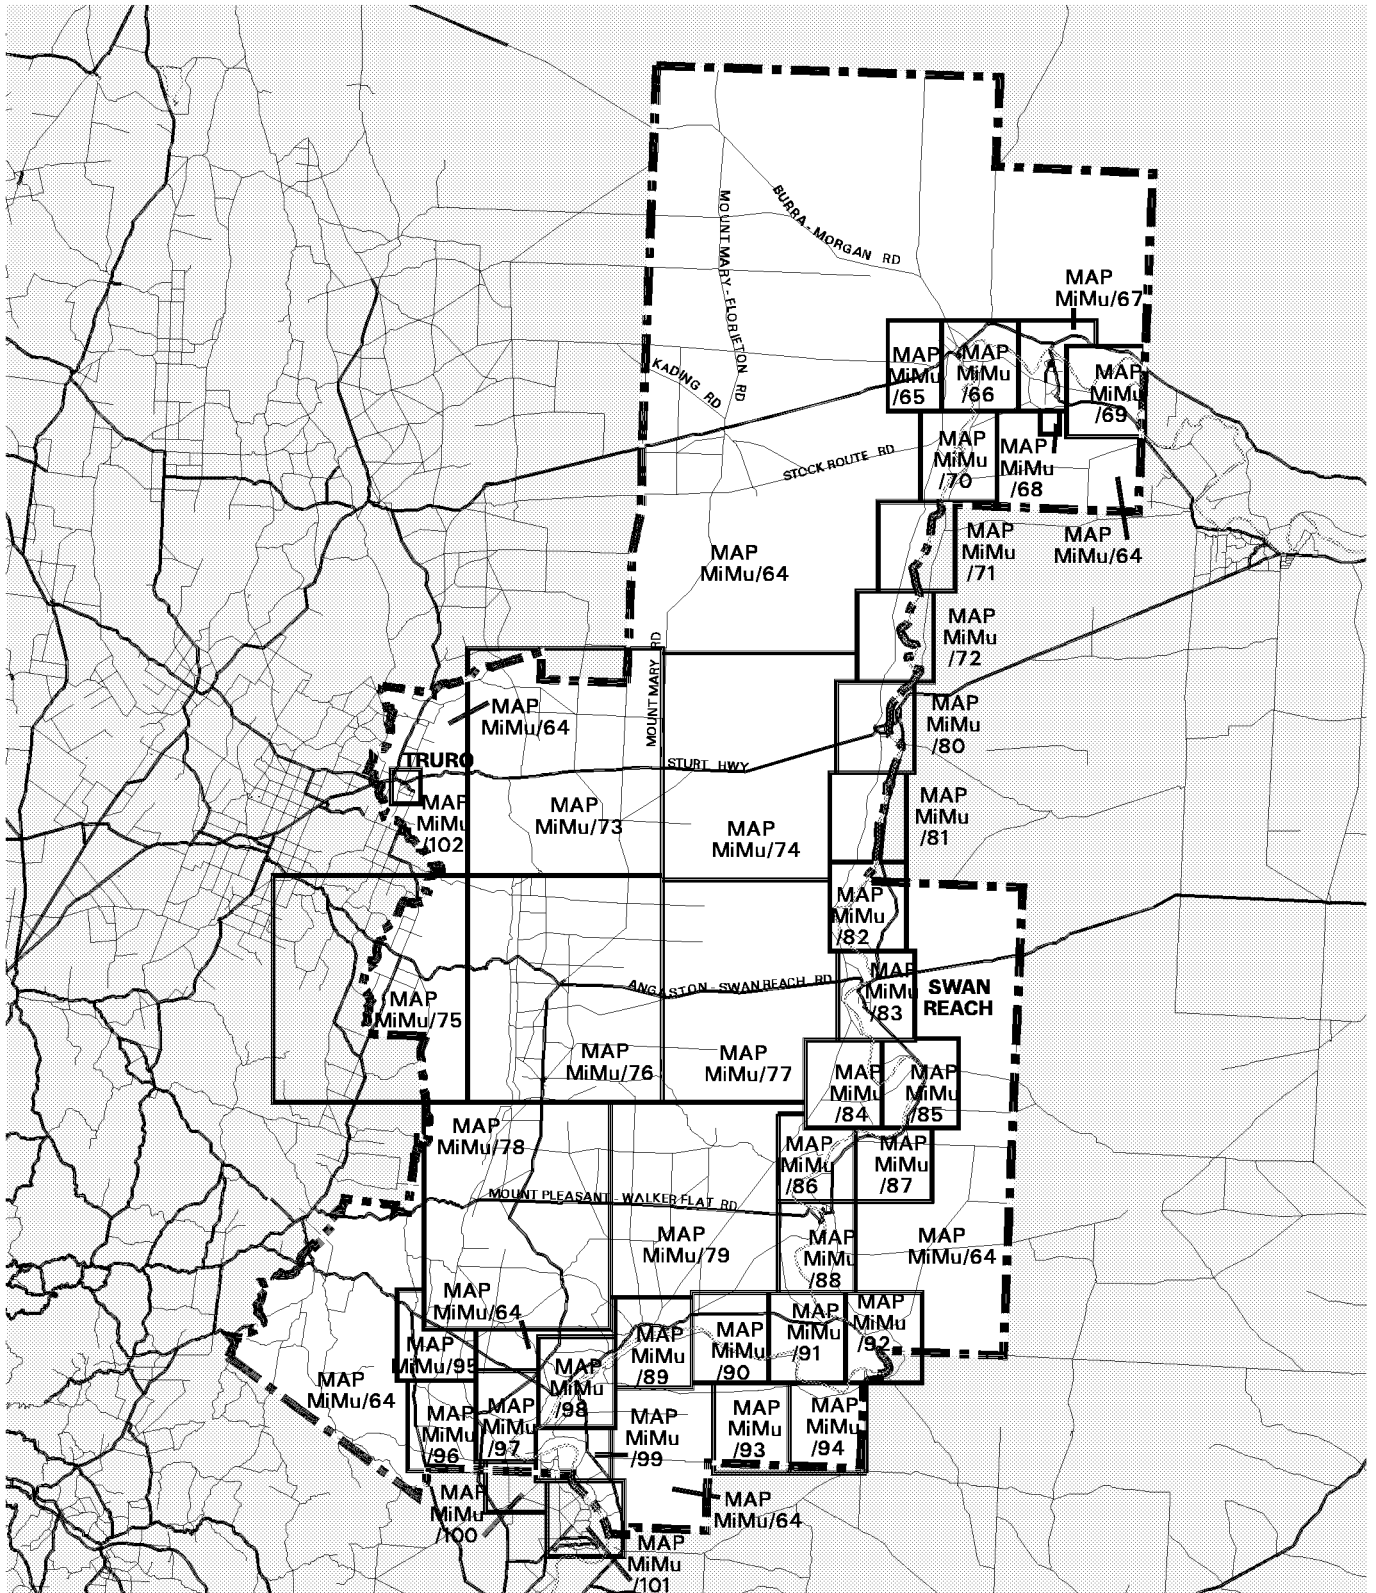 MOUNT MARY - FLORIETON RD
BURRA - MORGAN RD
MAP
MiMu/67
MAP
MiMu
/65
MAP
MiMu
/66
KADING RD
MAP
MiMu
/69
STOCK ROUTE RD
MAP
MiMu
/70
MAP
MiMu
/68
MAP
MiMu/64
MAP
MiMu
/71
MAP
MiMu/64
MAP
MiMu
/72
MOUNT MARY RD
MAP
MiMu/64
MAP
MiMu
/80
TRURO
STURT HWY
MAP
MiMu
/102
MAP
MiMu/73
MAP
MiMu/74
MAP
MiMu
/81
MAP
MiMu
/82
ANGASTON - SWAN REACH RD
MAP
MiMu
/83
SWAN
REACH
MAP
MiMu/75
MAP
MiMu/76
MAP
MiMu/77
MAP
MiMu
/84
MAP
MiMu
/85
MAP
MiMu/78
MAP
MiMu
/86
MAP
MiMu
/87
MOUNT PLEASANT - WALKER FLAT RD
MAP
MiMu/79
MAP
MiMu
/88
MAP
MiMu/64
MAP
MiMu/64
MAP
MiMu/95
MAP
MiMu
/89
MAP
MiMu
/90
MAP
MiMu
/91
MAP
MiMu
/92
MAP
MiMu/64
MAP
MiMu
/98
MAP
MiMu
/96
MAP
MiMu
/97
MAP
MiMu
/99
MAP
MiMu
/93
MAP
MiMu
/94
MAP
MiMu
/100
MAP
MiMu/64
MAP
MiMu
/101